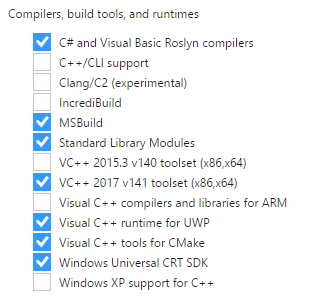 Compilers, build tools, and runtimes
C# and Visual Basic Roslyn compilers
C++/CLI support
Clang/C2 (experimental)
IncrediBuild
MSBuild
Standard Library Modules
VC++ 2015.3 v140 toolset (x86,x64)
VC++ 2017 v141 toolset (x86,x64)
Visual C++ compilers and libraries for ARM
Visual C++ runtime for UWP
Visual C++ tools for CMake
Windows Universal CRT SDK
Windows XP support for C++